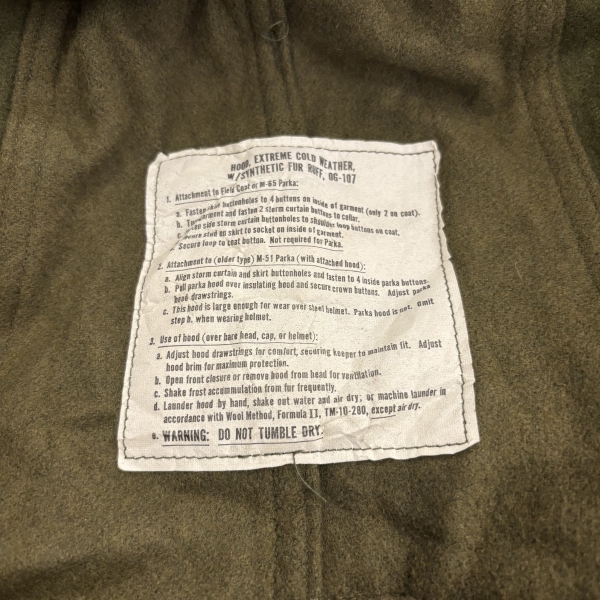 HOOD, EXTREME COLD WEATHER,
W/SYNTHETIC FUR RUFF, OG-107
1. Attachment to Field Coat or M-65 Parka:
a. Fasten buttonholes to 4 buttons on inside of garment (only 2 on coat).
b. garment and fasten 2 storm curtain buttons to collar.
c. side storm curtain buttonholes to shoulder loop buttons on coat.
stud on skirt to socket on inside of garment.
Secure loop to coat button. Not required for Parka.
2. Attachment to (older type) M-51 Parka (with attached hood):
a. Align storm curtain and skirt buttonholes and fasten to 4 inside parka buttons.
b. Pull parka hood over insulating hood and secure crown buttons. Adjust parka
hood drawstrings.
c. This hood is large enough for wear over steel helmet. Parka hood is not. Omit
step b. when wearing helmet.
3. Use of hood (over bare head, cap, or helmet):
a. Adjust hood drawstrings for comfort, securing keeper to maintain fit. Adjust
hood brim for maximum protection.
b. Open front closure or remove hood from head for ventilation.
c. Shake frost accummulation from fur frequently.
d. Launder hood by hand, shake out water and air dry; or machine launder in
accordance with Wool Method, Formula II, TM-10-280, except air dry.
e. WARNING: DO NOT TUMBLE DRY.